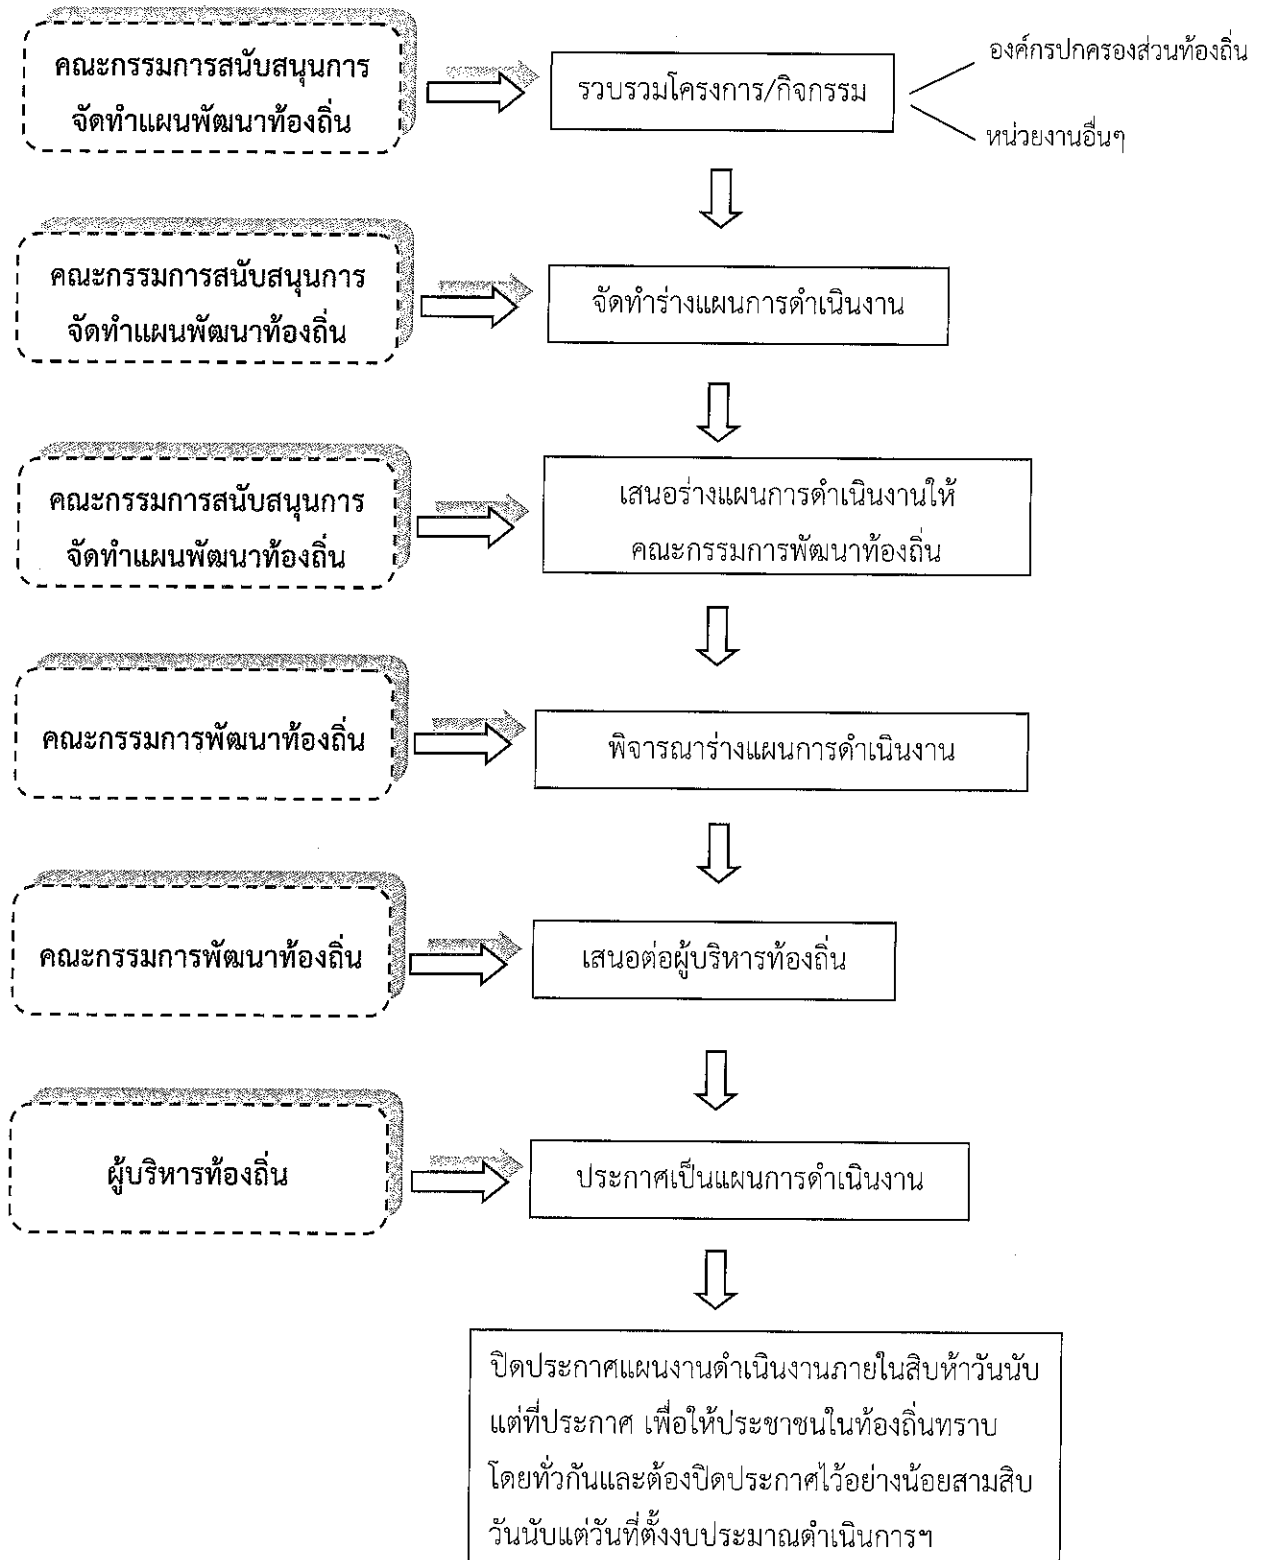 คณะกรรมการสนับสนุนการ
จัดทำแผนพัฒนาท้องถิ่น
รวบรวมโครงการ/กิจกรรม
องค์กรปกครองส่วนท้องถิ่น
หน่วยงานอื่นๆ
คณะกรรมการสนับสนุนการ
จัดทำแผนพัฒนาท้องถิ่น
จัดทำร่างแผนการดำเนินงาน
คณะกรรมการสนับสนุนการ
จัดทำแผนพัฒนาท้องถิ่น
เสนอร่างแผนการดำเนินงานให้
คณะกรรมการพัฒนาท้องถิ่น
คณะกรรมการพัฒนาท้องถิ่น
พิจารณาร่างแผนการดำเนินงาน
คณะกรรมการพัฒนาท้องถิ่น
เสนอต่อผู้บริหารท้องถิ่น
ผู้บริหารท้องถิ่น
ประกาศเป็นแผนการดำเนินงาน
ปิดประกาศแผนงานดำเนินงานภายในสิบห้าวันนับ
แต่ที่ประกาศ เพื่อให้ประชาชนในท้องถิ่นทราบ
โดยทั่วกันและต้องปิดประกาศไว้อย่างน้อยสามสิบ
วันนับแต่วันที่ตั้งงบประมาณดำเนินการฯ